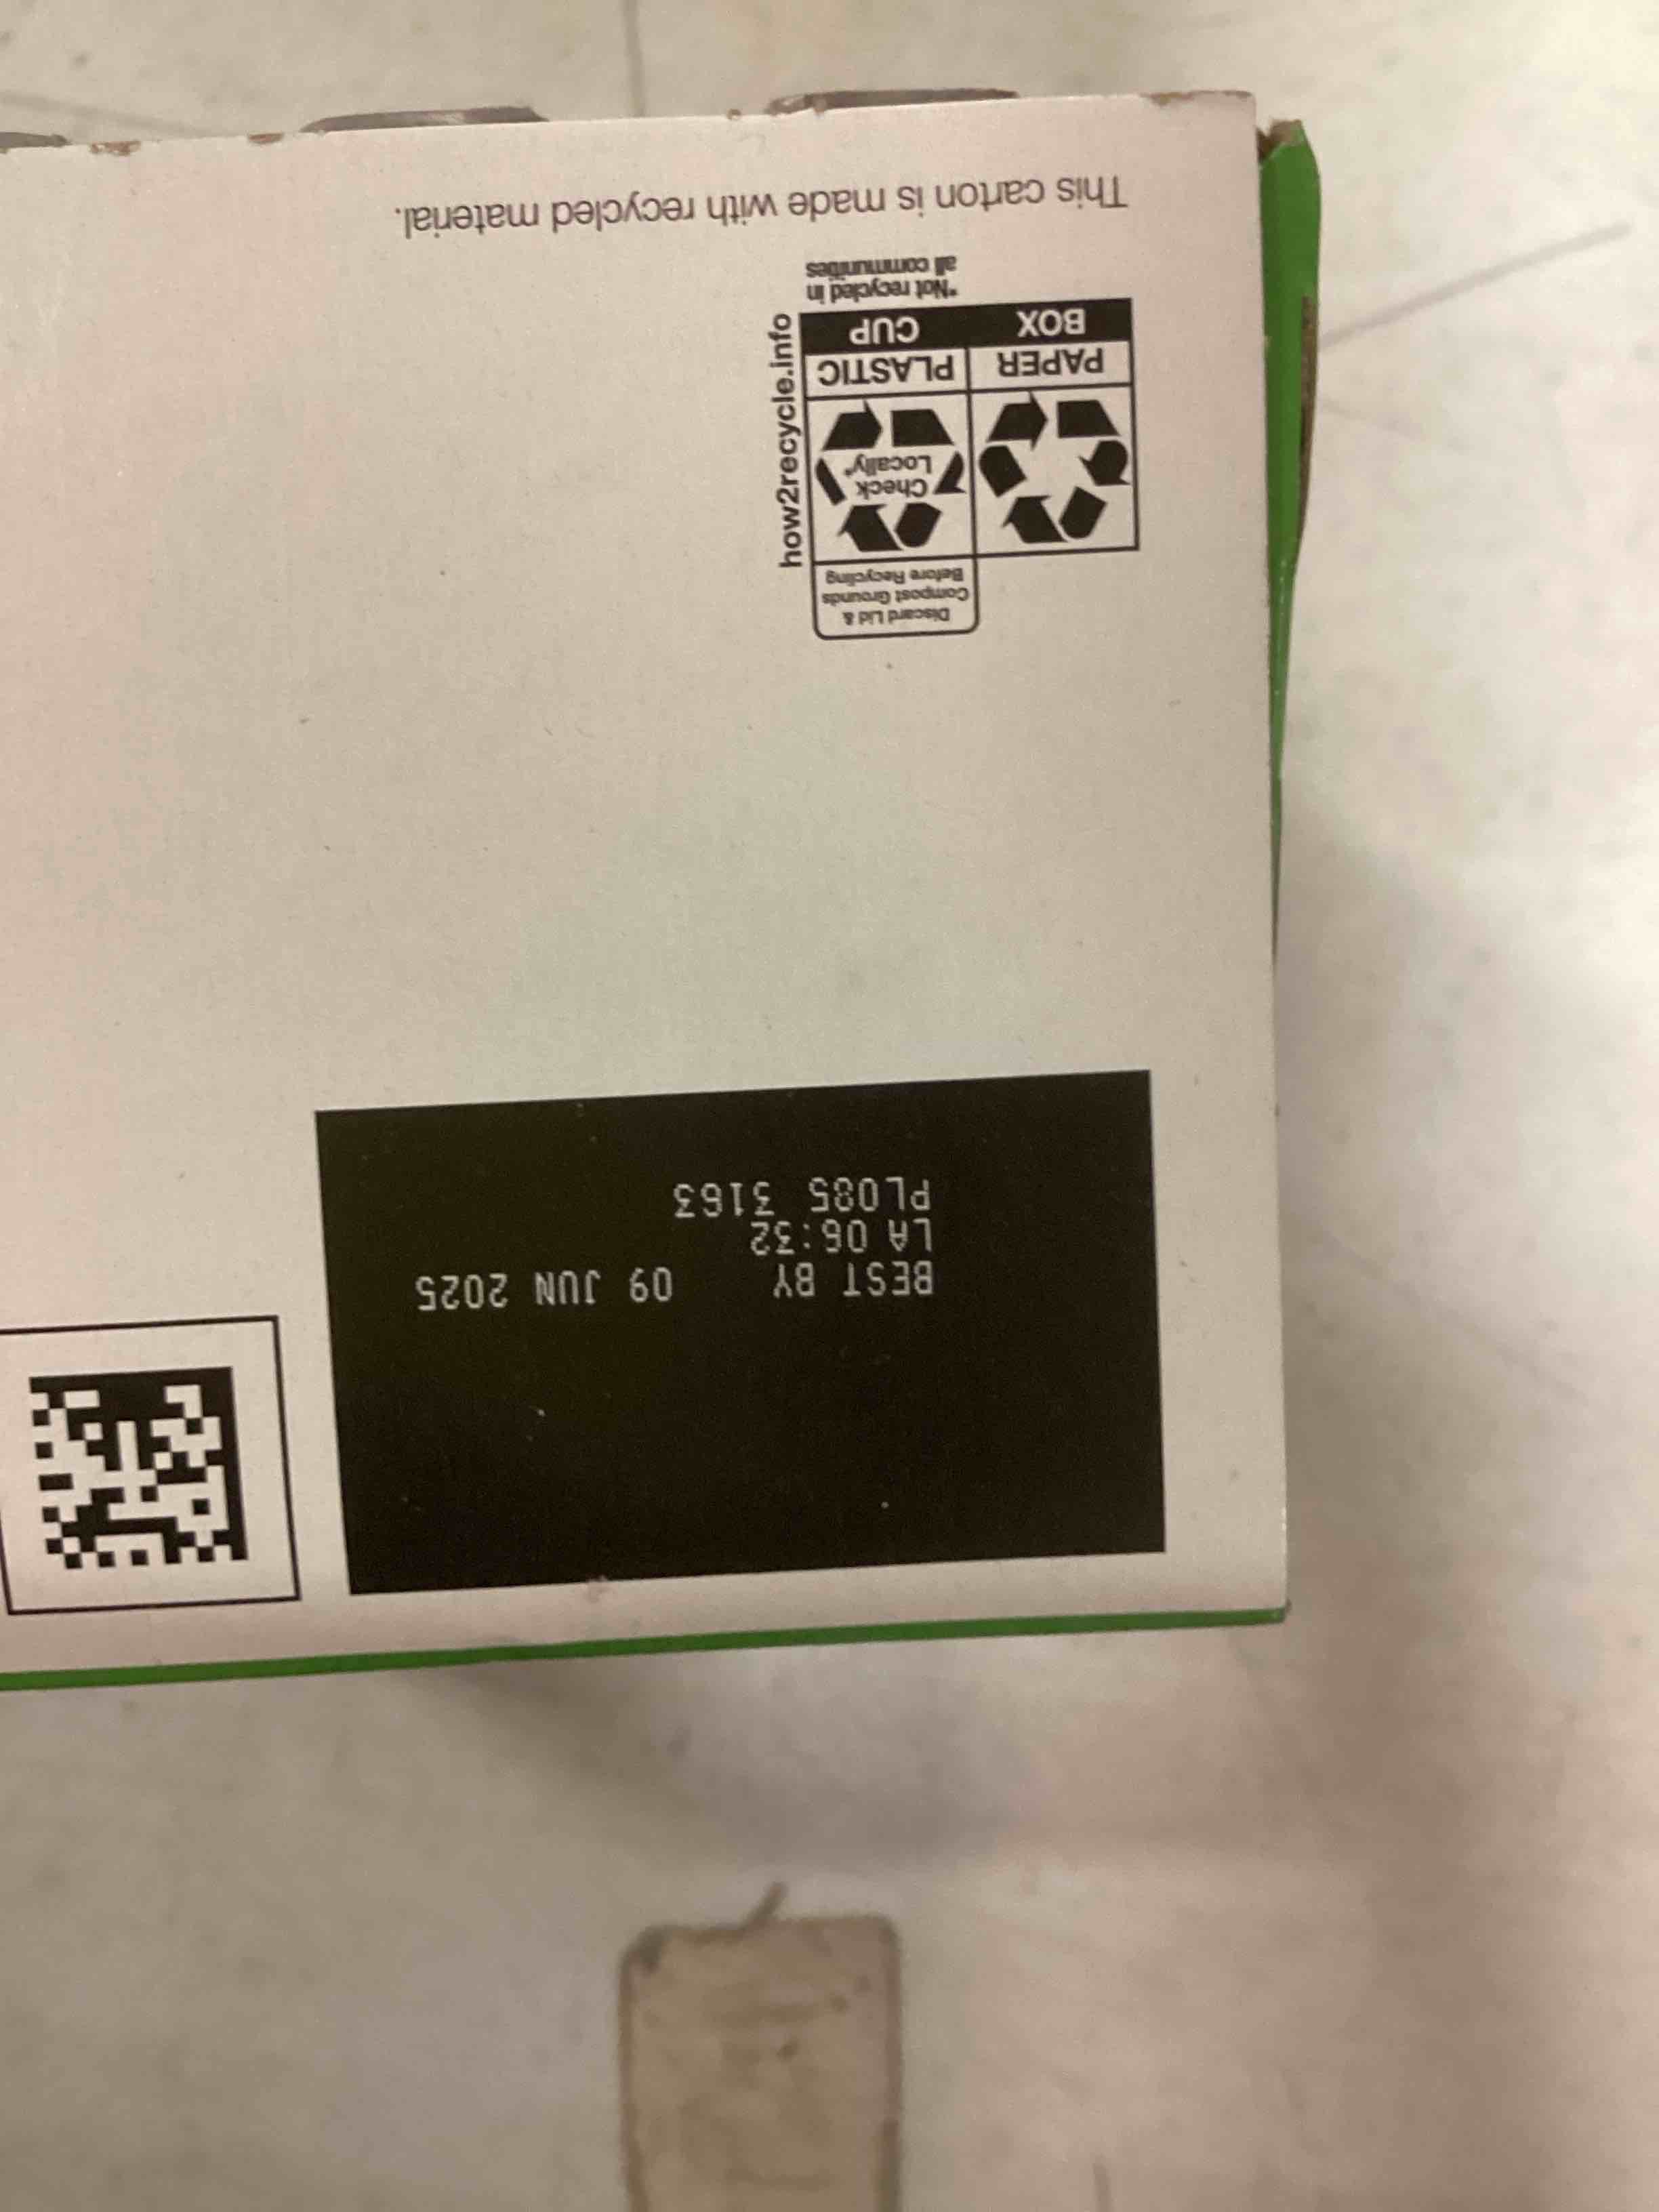 BEST BY 09 JUN 2025
LA 06:32
PL085 3163
Discard Lid &
Compost Grounds
Before Recycling
Check
Locally*
PAPER PLASTIC
BOX CUP
*Not recycled in
all communities
how2recycle.info
This carton is made with recycled material.